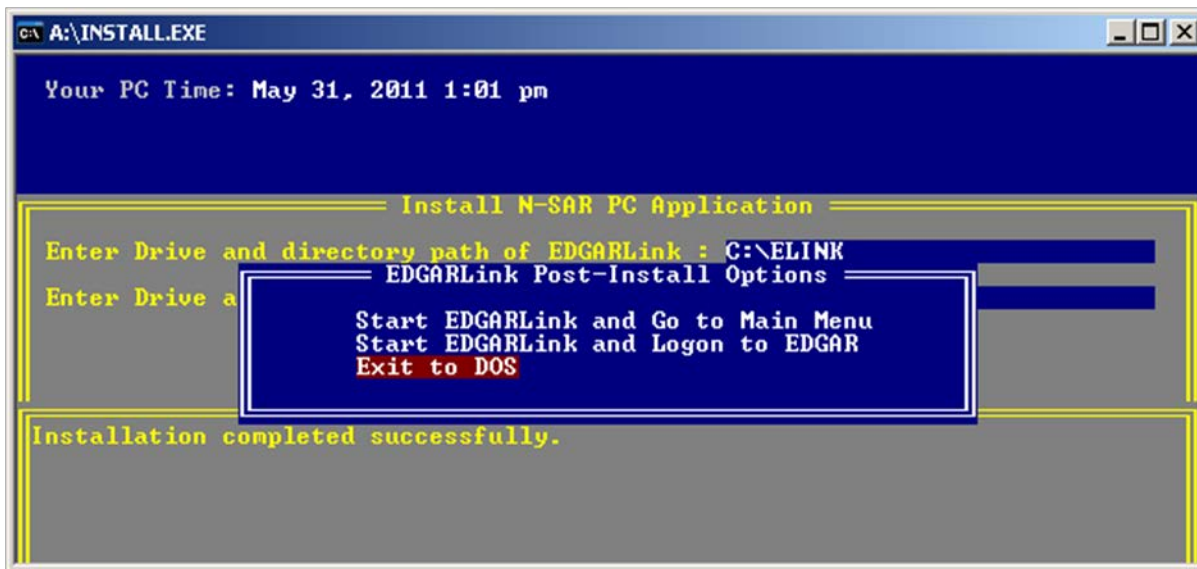 A:\INSTALL.EXE
Your PC Time: May 31, 2011 1:01 pm
Install N-SAR PC Application
Enter Drive and directory path of EDGARLink : C:\ELINK
EDGARLink Post-Install Options
Enter Drive a
Start EDGARLink and Go to Main Menu
Start EDGARLink and Logon to EDGAR
Exit to DOS
Installation completed successfully.